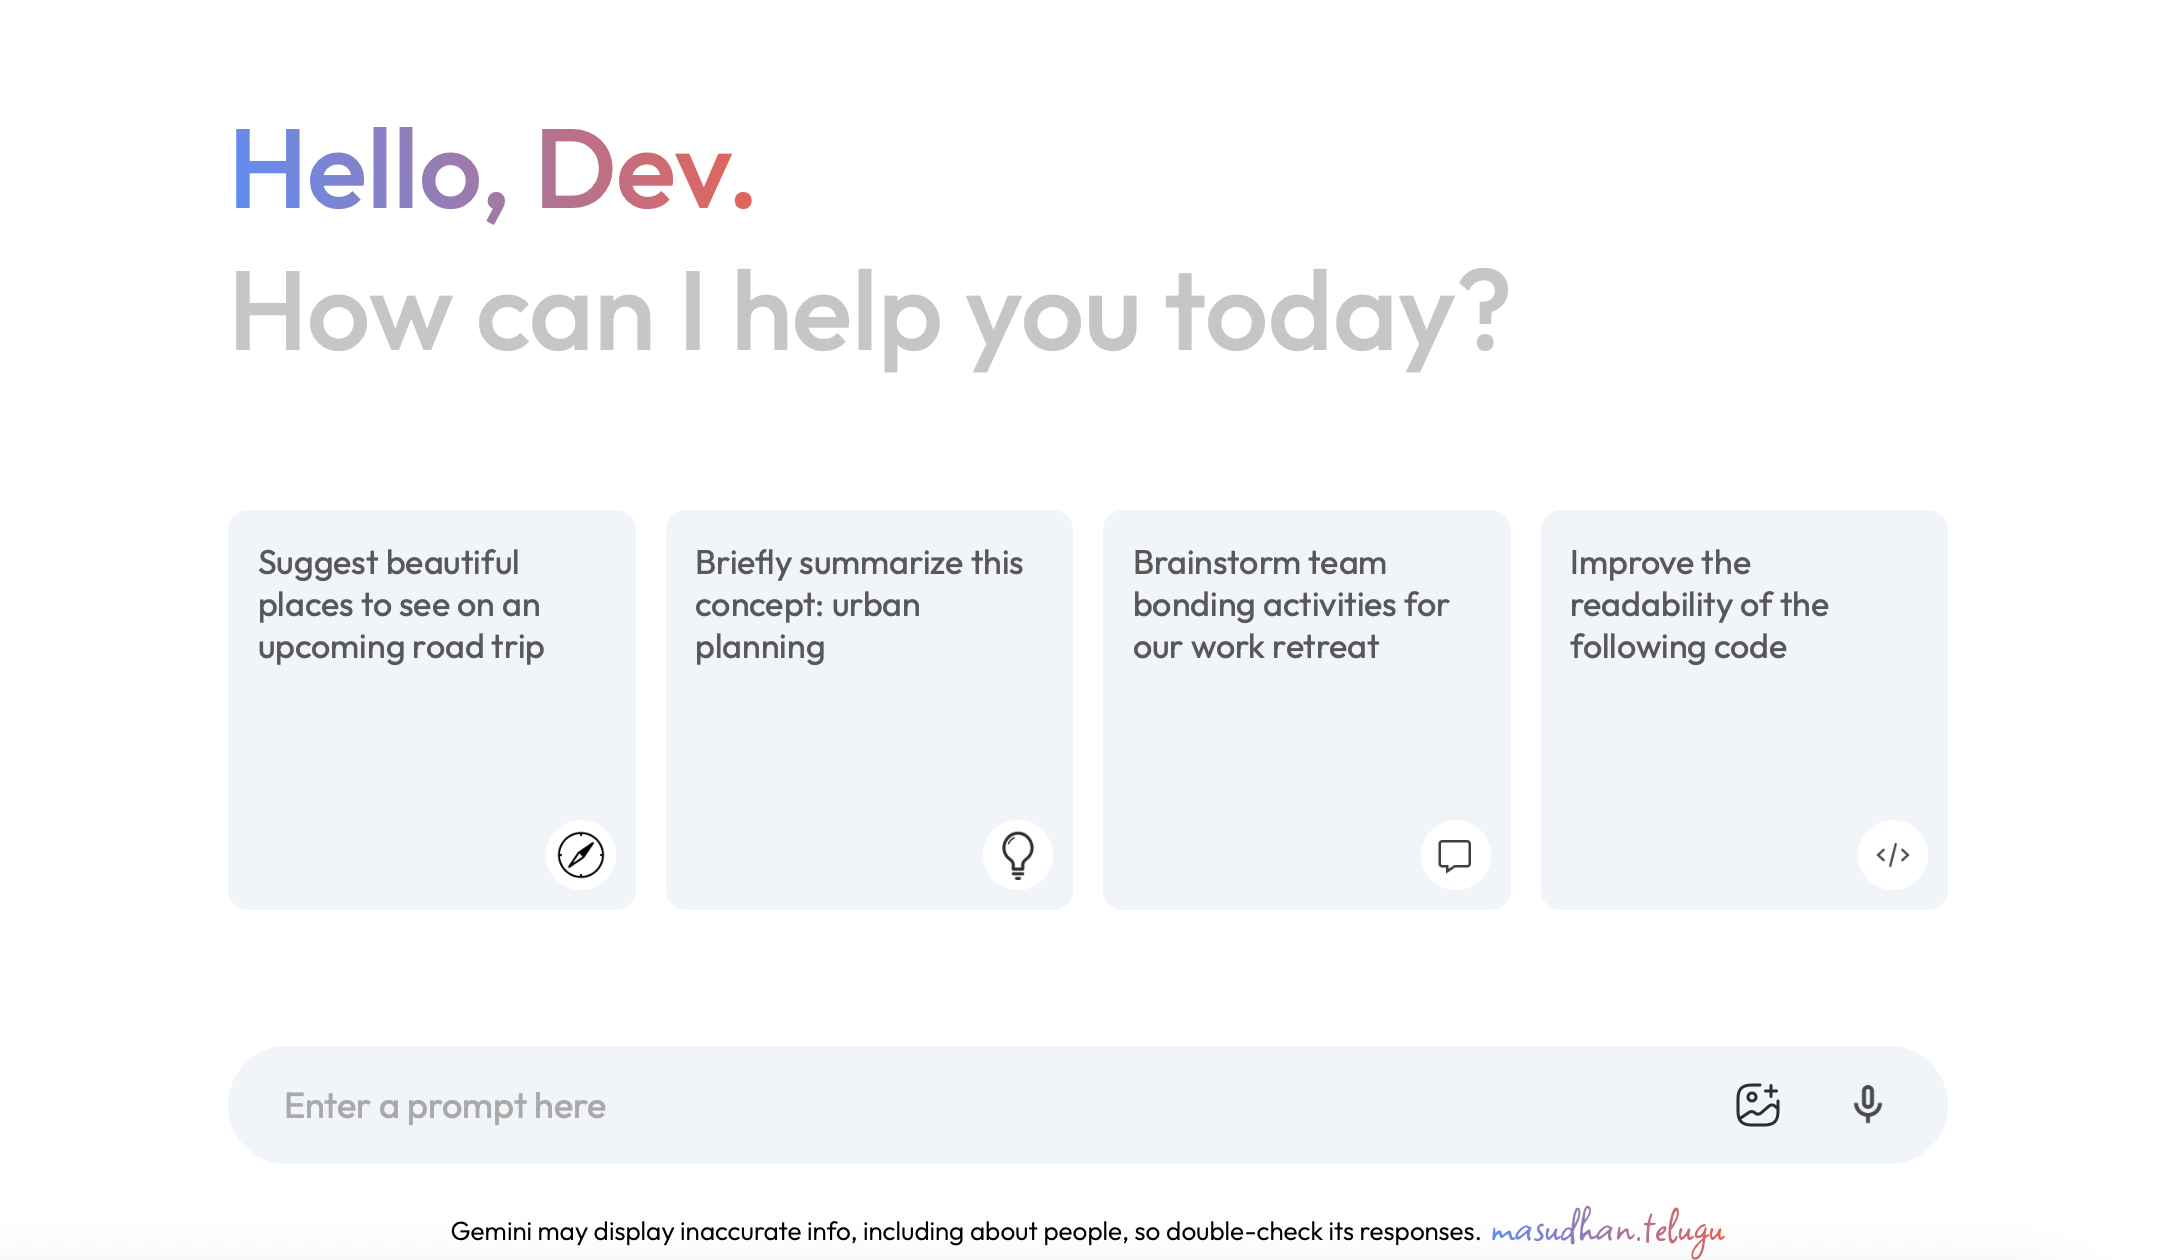 Hello, Dev.
How can I help you today?
Suggest beautiful
places to see on an
upcoming road trip
Briefly summarize this
concept: urban
planning
Brainstorm team
bonding activities for
our work retreat
Improve the
readability of the
following code
Enter a prompt here
Gemini may display inaccurate info, including about people, so double-check its responses. masudhan.telugu